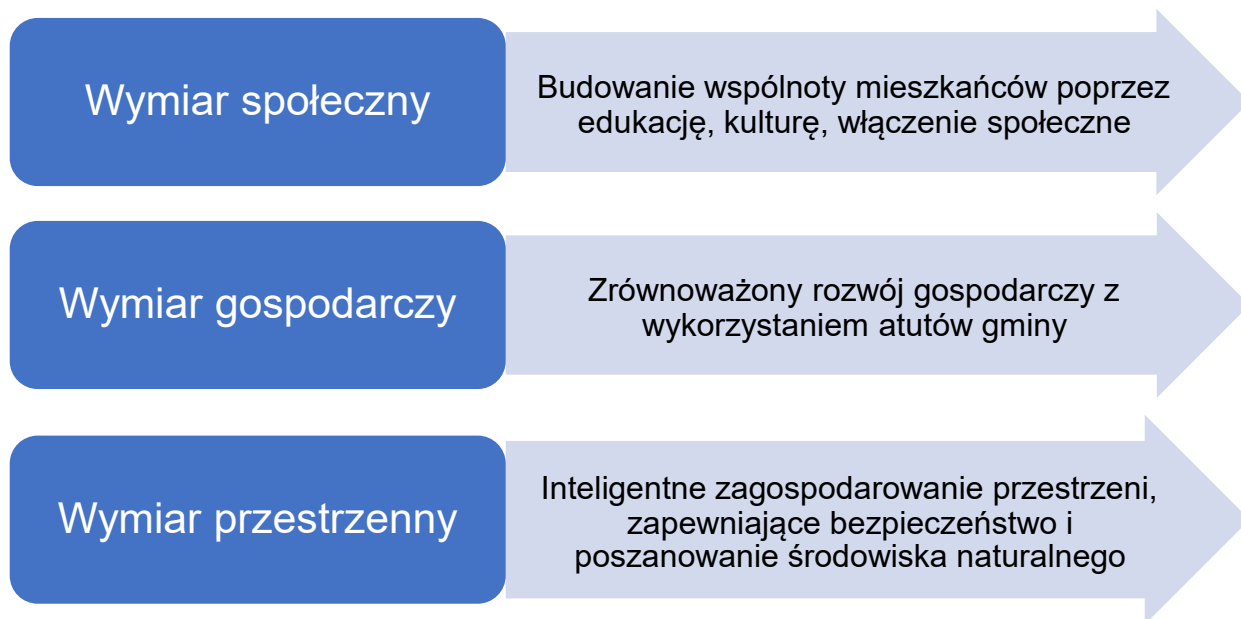 Wymiar społeczny
Budowanie wspólnoty mieszkańców poprzez
edukację, kulturę, włączenie społeczne
Wymiar gospodarczy
Zrównoważony rozwój gospodarczy z
wykorzystaniem atutów gminy
Wymiar przestrzenny
Inteligentne zagospodarowanie przestrzeni,
zapewniające bezpieczeństwo i
poszanowanie środowiska naturalnego